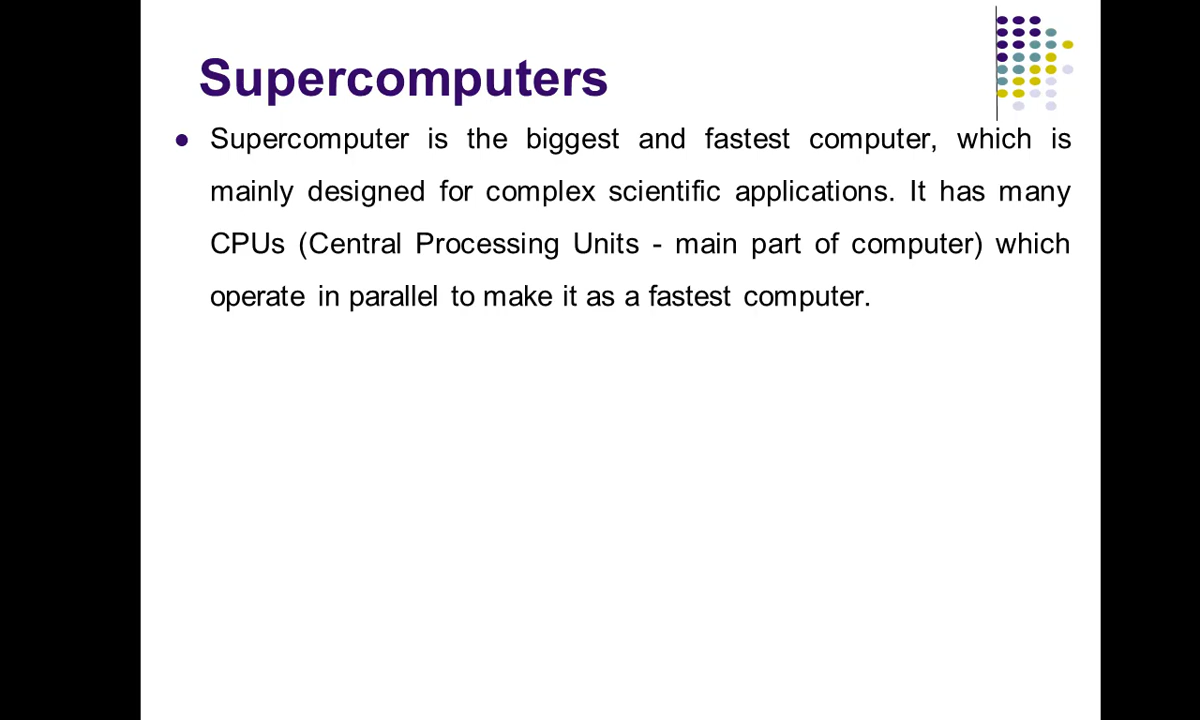 Supercomputers
● Supercomputer is the biggest and fastest computer, which is
mainly designed for complex scientific applications. It has many
CPUs (Central Processing Units - main part of computer) which
operate in parallel to make it as a fastest computer.